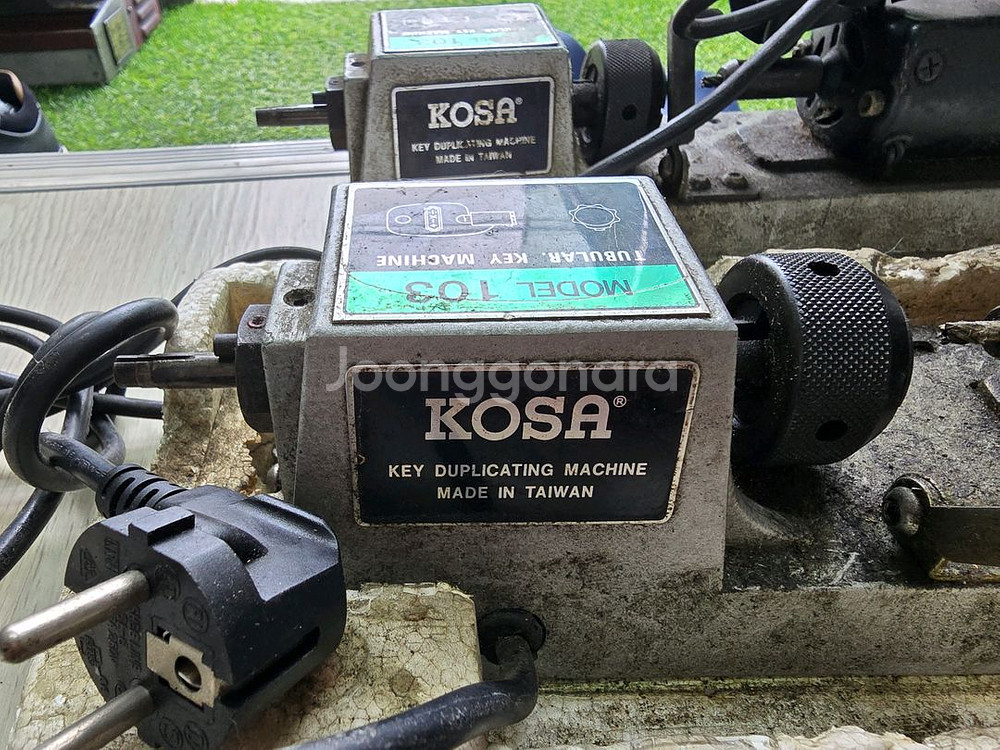 KOSA®
KEY DUPLICATING MACHINE
MADE IN TAIWAN
TUBULAR. KEY MACHINE
MODEL 103
Joonggonara
KOSA®
KEY DUPLICATING MACHINE
MADE IN TAIWAN